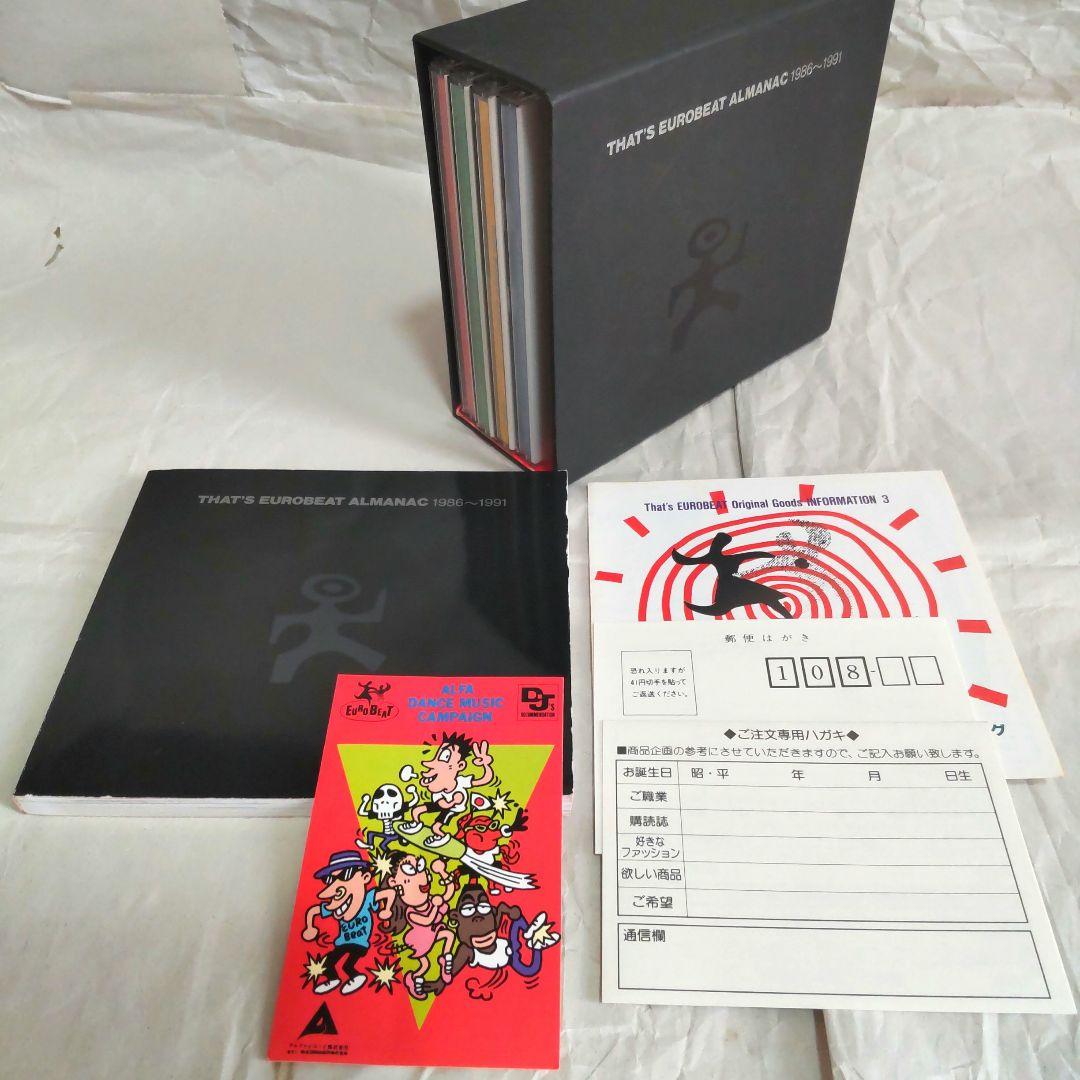 THAT'S EUROBEAT ALMANAC 1986〜1991
THAT'S EUROBEAT ALMANAC 1986〜1991
That's EUROBEAT Original Goods INFORMATION 3
郵便はがき
恐れ入りますが
41円切手を貼って
ご返送ください。
108-
グ
◆ご注文専用ハガキ◆
■商品企画の参考にさせていただきますので、ご記入お願い致します。
お誕生日 昭・平 年 月 日生
ご職業
購読誌
好きな
ファッション
欲しい商品
ご希望
通信欄
EUROBEAT
ALFA
DANCE MUSIC
CAMPAIGN
DJ'S
RECOMMENDATION
EURO
BEAT